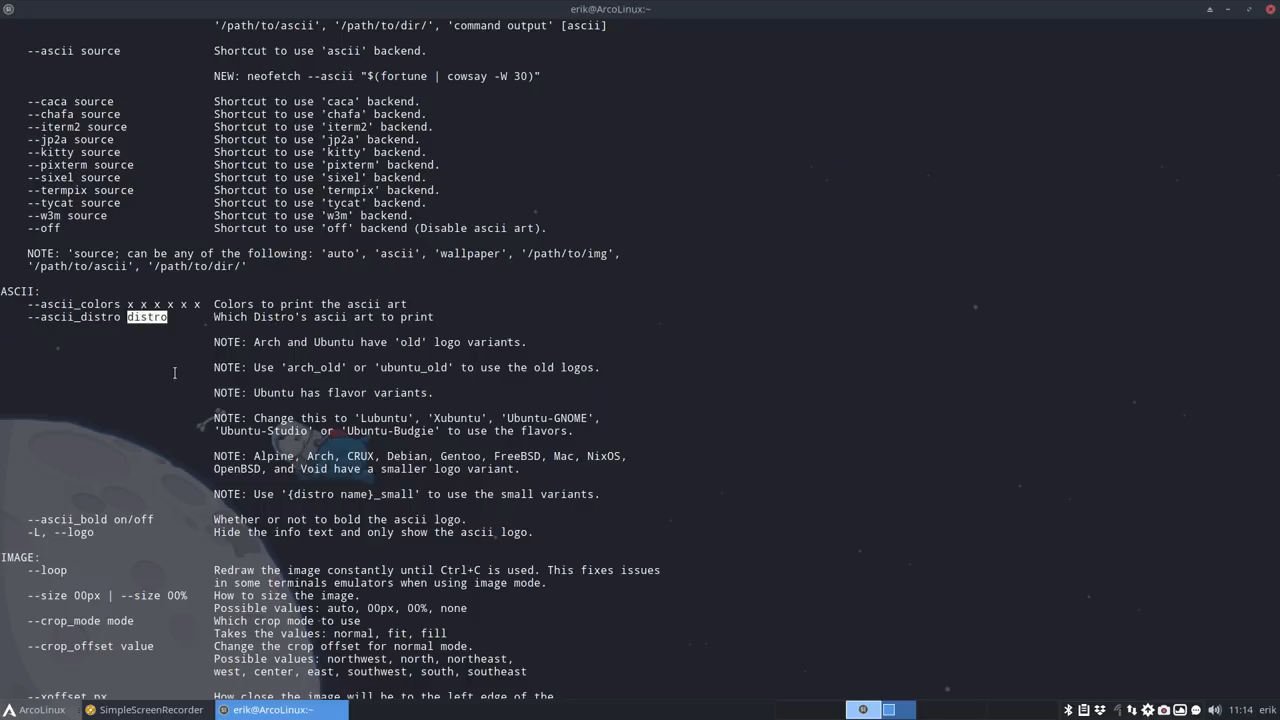 erik@ArcoLinux:~
'/path/to/ascii', '/path/to/dir/', 'command output' [ascii]
--ascii source Shortcut to use 'ascii' backend.
NEW: neofetch --ascii "$(fortune | cowsay -W 30)"
--caca source Shortcut to use 'caca' backend.
--chafa source Shortcut to use 'chafa' backend.
--iterm2 source Shortcut to use 'iterm2' backend.
--jp2a source Shortcut to use 'jp2a' backend.
--kitty source Shortcut to use 'kitty' backend.
--pixterm source Shortcut to use 'pixterm' backend.
--sixel source Shortcut to use 'sixel' backend.
--termpix source Shortcut to use 'termpix' backend.
--tycat source Shortcut to use 'tycat' backend.
--w3m source Shortcut to use 'w3m' backend.
--off Shortcut to use 'off' backend (Disable ascii art).
NOTE: 'source; can be any of the following: 'auto', 'ascii', 'wallpaper', '/path/to/img',
'/path/to/ascii', '/path/to/dir/'
ASCII:
--ascii_colors x x x x x x Colors to print the ascii art
--ascii_distro distro Which Distro's ascii art to print
NOTE: Arch and Ubuntu have 'old' logo variants.
NOTE: Use 'arch_old' or 'ubuntu_old' to use the old logos.
NOTE: Ubuntu has flavor variants.
NOTE: Change this to 'Lubuntu', 'Xubuntu', 'Ubuntu-GNOME',
'Ubuntu-Studio' or 'Ubuntu-Budgie' to use the flavors.
NOTE: Alpine, Arch, CRUX, Debian, Gentoo, FreeBSD, Mac, NixOS,
OpenBSD, and Void have a smaller logo variant.
NOTE: Use '{distro name}_small' to use the small variants.
--ascii_bold on/off Whether or not to bold the ascii logo.
-L, --logo Hide the info text and only show the ascii logo.
IMAGE:
--loop Redraw the image constantly until Ctrl+C is used. This fixes issues
in some terminals emulators when using image mode.
--size 00px | --size 00% How to size the image.
Possible values: auto, 00px, 00%, none
--crop_mode mode Which crop mode to use
Takes the values: normal, fit, fill
--crop_offset value Change the crop offset for normal mode.
Possible values: northwest, north, northeast,
west, center, east, southwest, south, southeast
--xoffset px How close the image will be to the left edge of the
ArcoLinux SimpleScreenRecorder erik@ArcoLinux:~ 11:14 erik